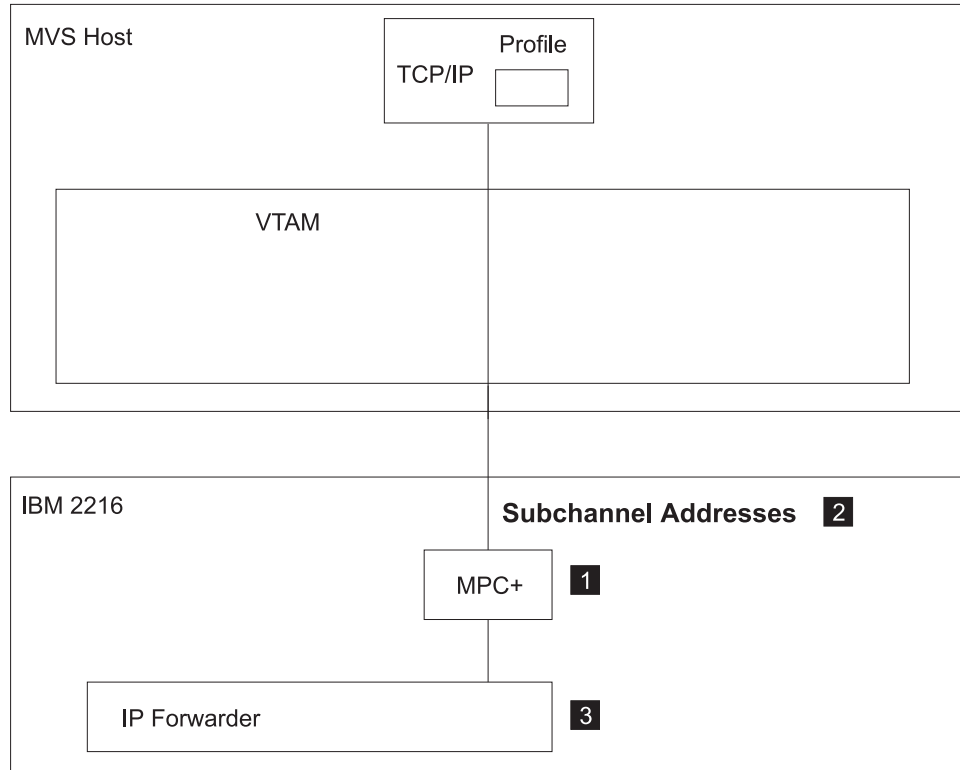 MVS Host
Profile
TCP/IP
VTAM
IBM 2216
Subchannel Addresses 2
MPC+ 1
IP Forwarder 3